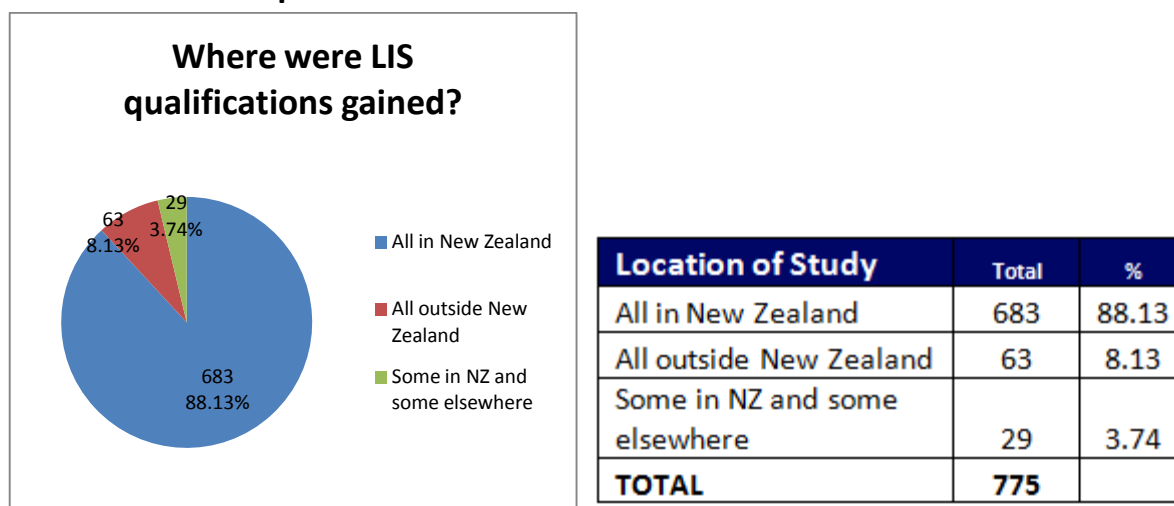 Where were LIS
qualifications gained?
29
3.74%
63
8.13%
683
88.13%
All in New Zealand
All outside New
Zealand
Some in NZ and
some elsewhere
Location of Study Total %
All in New Zealand 683 88.13
All outside New Zealand 63 8.13
Some in NZ and some
elsewhere 29 3.74
TOTAL 775